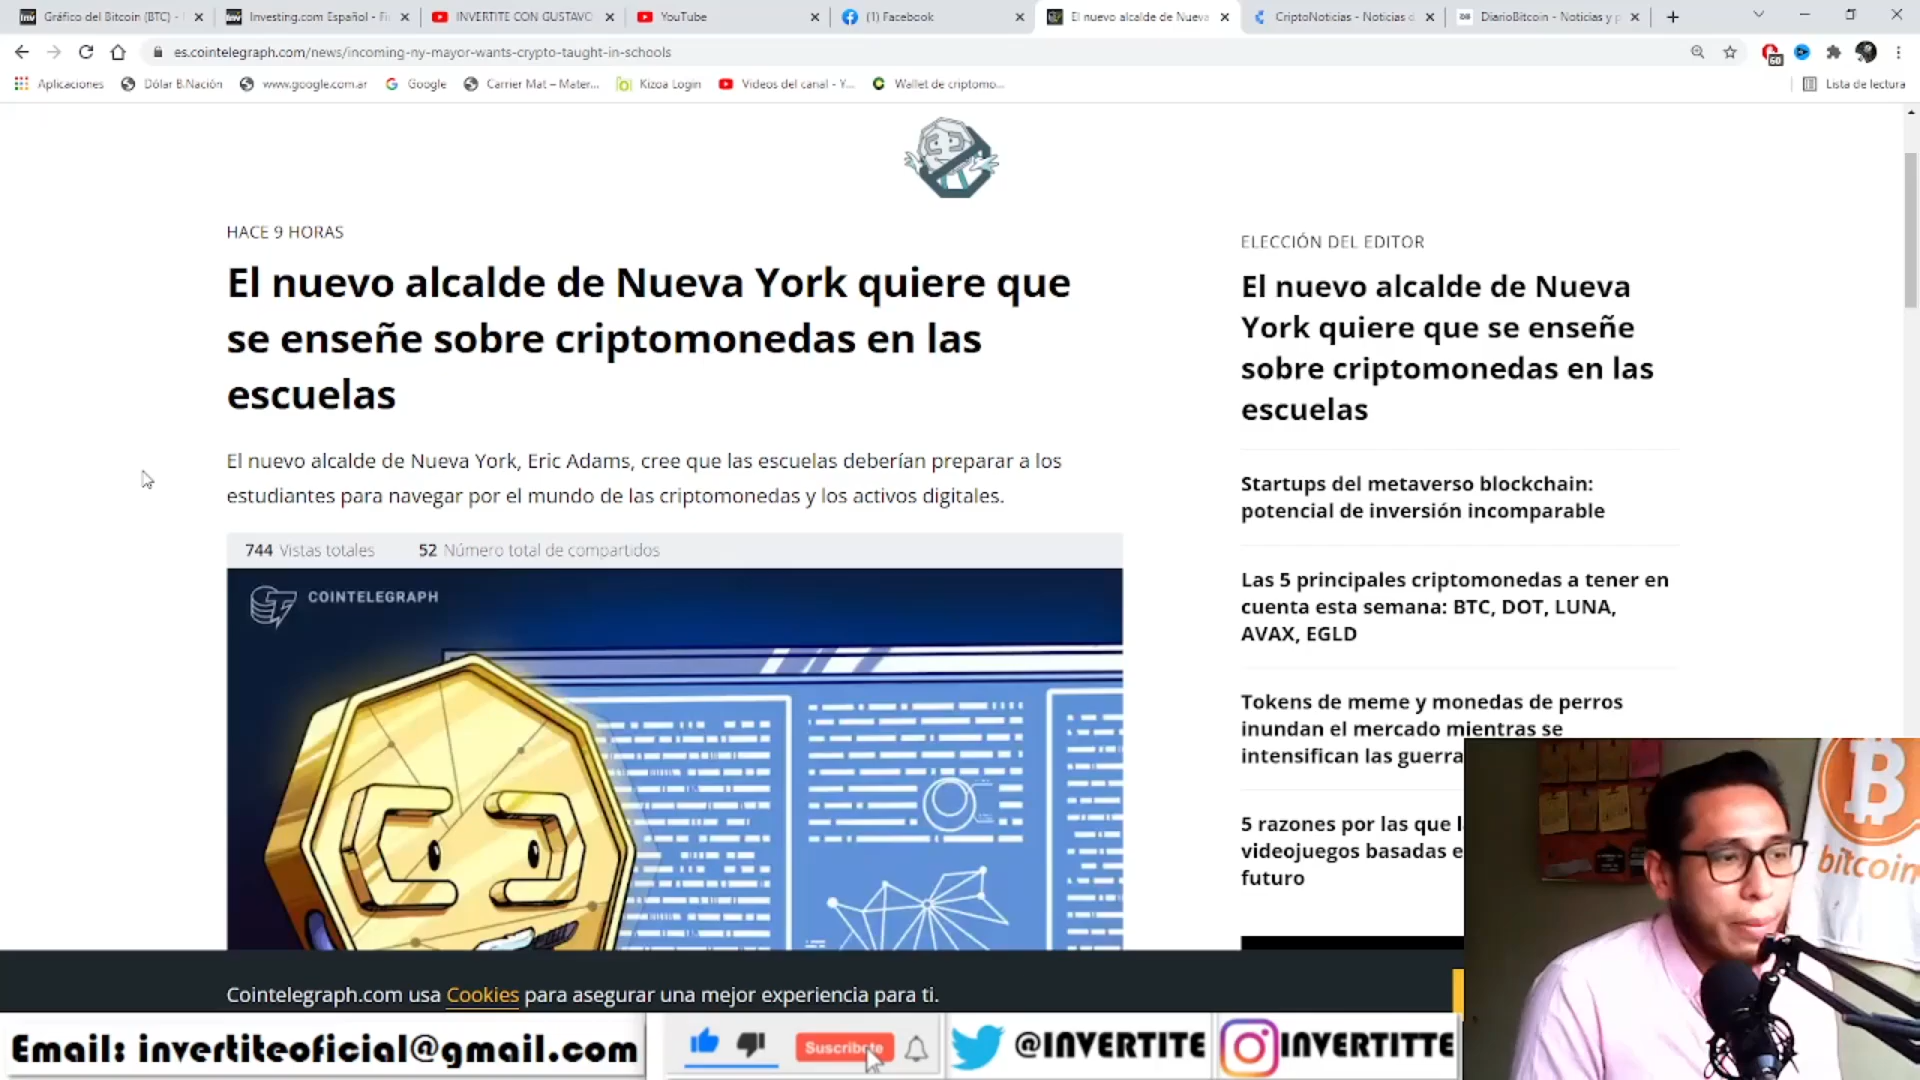 Gráfico del Bitcoin (BTC) -
Investing.com Español - Fi
INVERTITE CON GUSTAVO
YouTube
(1) Facebook
El nuevo alcalde de Nueva
CriptoNoticias - Noticias d
DiarioBitcoin - Noticias y p
es.cointelegraph.com/news/incoming-ny-mayor-wants-crypto-taught-in-schools
60
Aplicaciones
Dólar B.Nación
www.google.com.ar
Google
Carrier Mat – Mater...
Kizoa Login
Videos del canal - Y...
Wallet de criptomo...
Lista de lectura
HACE 9 HORAS
El nuevo alcalde de Nueva York quiere que
se enseñe sobre criptomonedas en las
escuelas
El nuevo alcalde de Nueva York, Eric Adams, cree que las escuelas deberían preparar a los
estudiantes para navegar por el mundo de las criptomonedas y los activos digitales.
744 Vistas totales
52 Número total de compartidos
COINTELEGRAPH
ELECCIÓN DEL EDITOR
El nuevo alcalde de Nueva
York quiere que se enseñe
sobre criptomonedas en las
escuelas
Startups del metaverso blockchain:
potencial de inversión incomparable
Las 5 principales criptomonedas a tener en
cuenta esta semana: BTC, DOT, LUNA,
AVAX, EGLD
Tokens de meme y monedas de perros
inundan el mercado mientras se
intensifican las guerra
5 razones por las que l
videojuegos basadas e
futuro
bitcoin
Cointelegraph.com usa Cookies para asegurar una mejor experiencia para ti.
Email: invertiteoficial@gmail.com
Suscribete
@INVERTITE
INVERTITTE